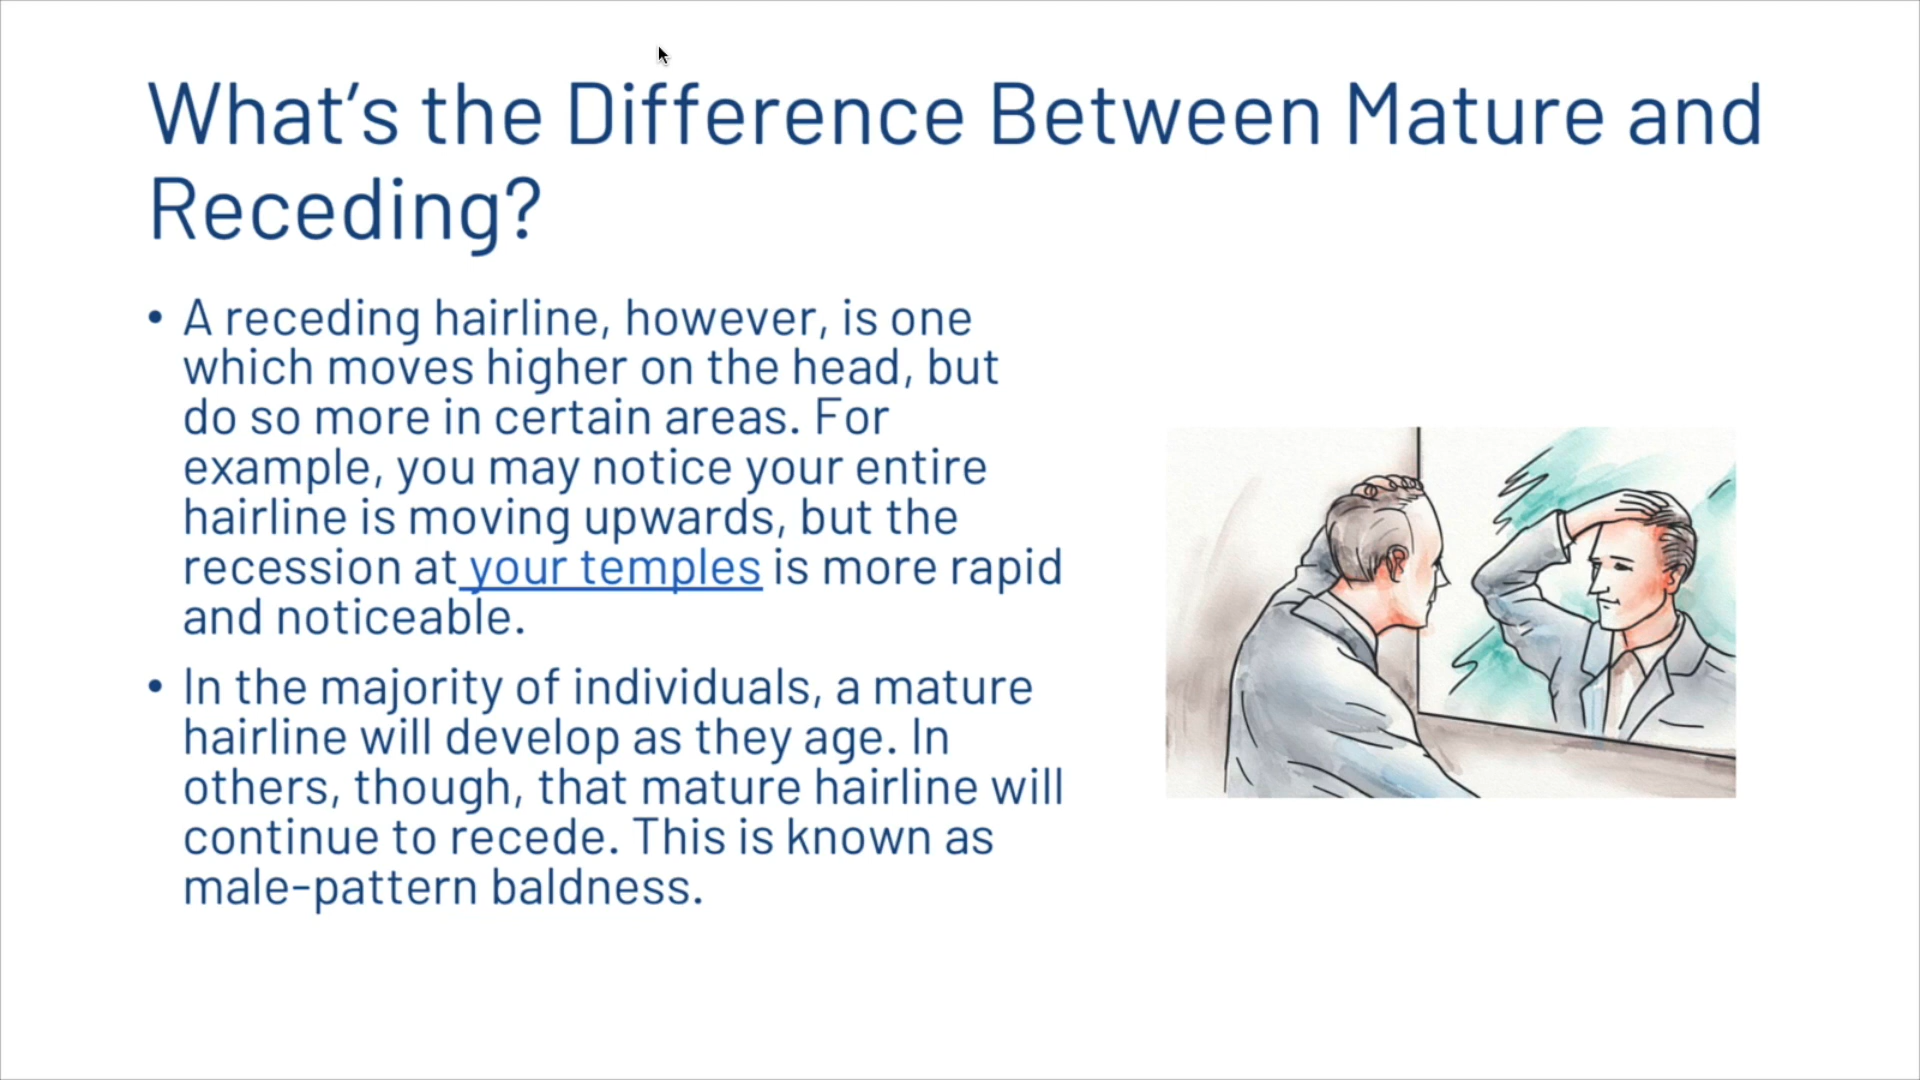 What’s the Difference Between Mature and
Receding?
• A receding hairline, however, is one
which moves higher on the head, but
do so more in certain areas. For
example, you may notice your entire
hairline is moving upwards, but the
recession at your temples is more rapid
and noticeable.
• In the majority of individuals, a mature
hairline will develop as they age. In
others, though, that mature hairline will
continue to recede. This is known as
male-pattern baldness.